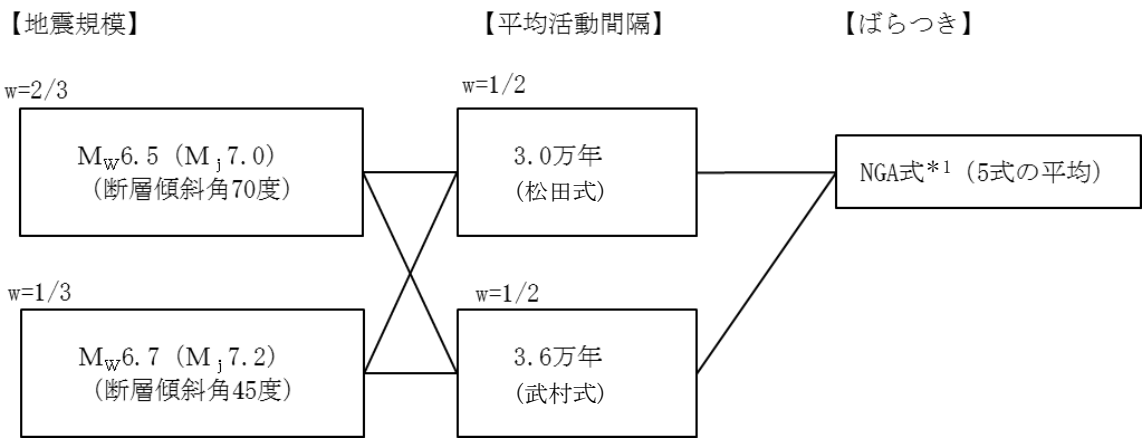 【地震規模】
【平均活動間隔】
【ばらつき】
w=2/3
w=1/2
MW6.5（Mj7.0）
（断層傾斜角70度）
3.0万年
(松田式)
NGA式*1（5式の平均）
w=1/3
w=1/2
MW6.7（Mj7.2）
（断層傾斜角45度）
3.6万年
(武村式)